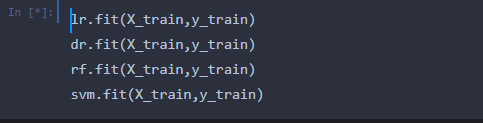 In [*]:
lr.fit(X_train,y_train)
dr.fit(X_train,y_train)
rf.fit(X_train,y_train)
svm.fit(X_train,y_train)